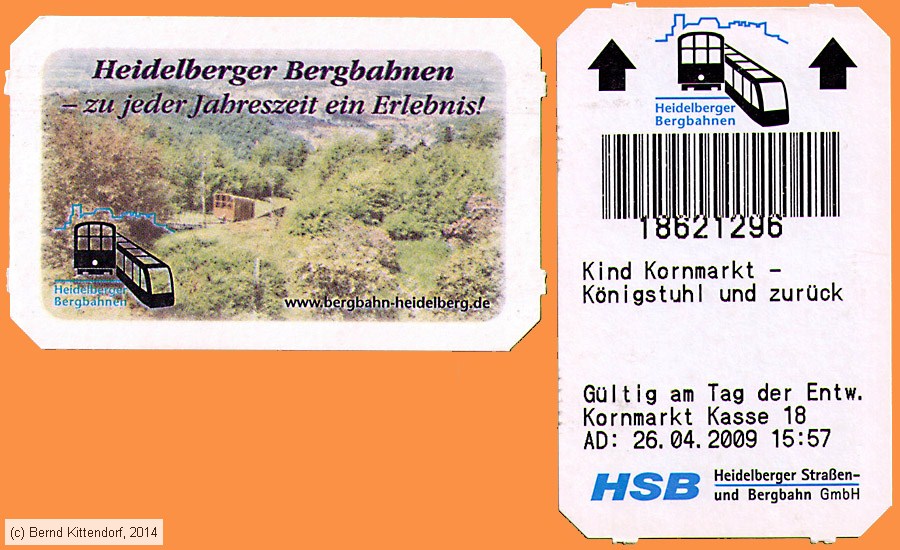 Heidelberger Bergbahnen
– zu jeder Jahreszeit ein Erlebnis!
Heidelberger
Bergbahnen
www.bergbahn-heidelberg.de
Heidelberger
Bergbahnen
18621296
Kind Kornmarkt –
Königstuhl und zurück
Gültig am Tag der Entw.
Kornmarkt Kasse 18
AD: 26.04.2009 15:57
HSB
Heidelberger Straßen-
und Bergbahn GmbH
(c) Bernd Kittendorf, 2014